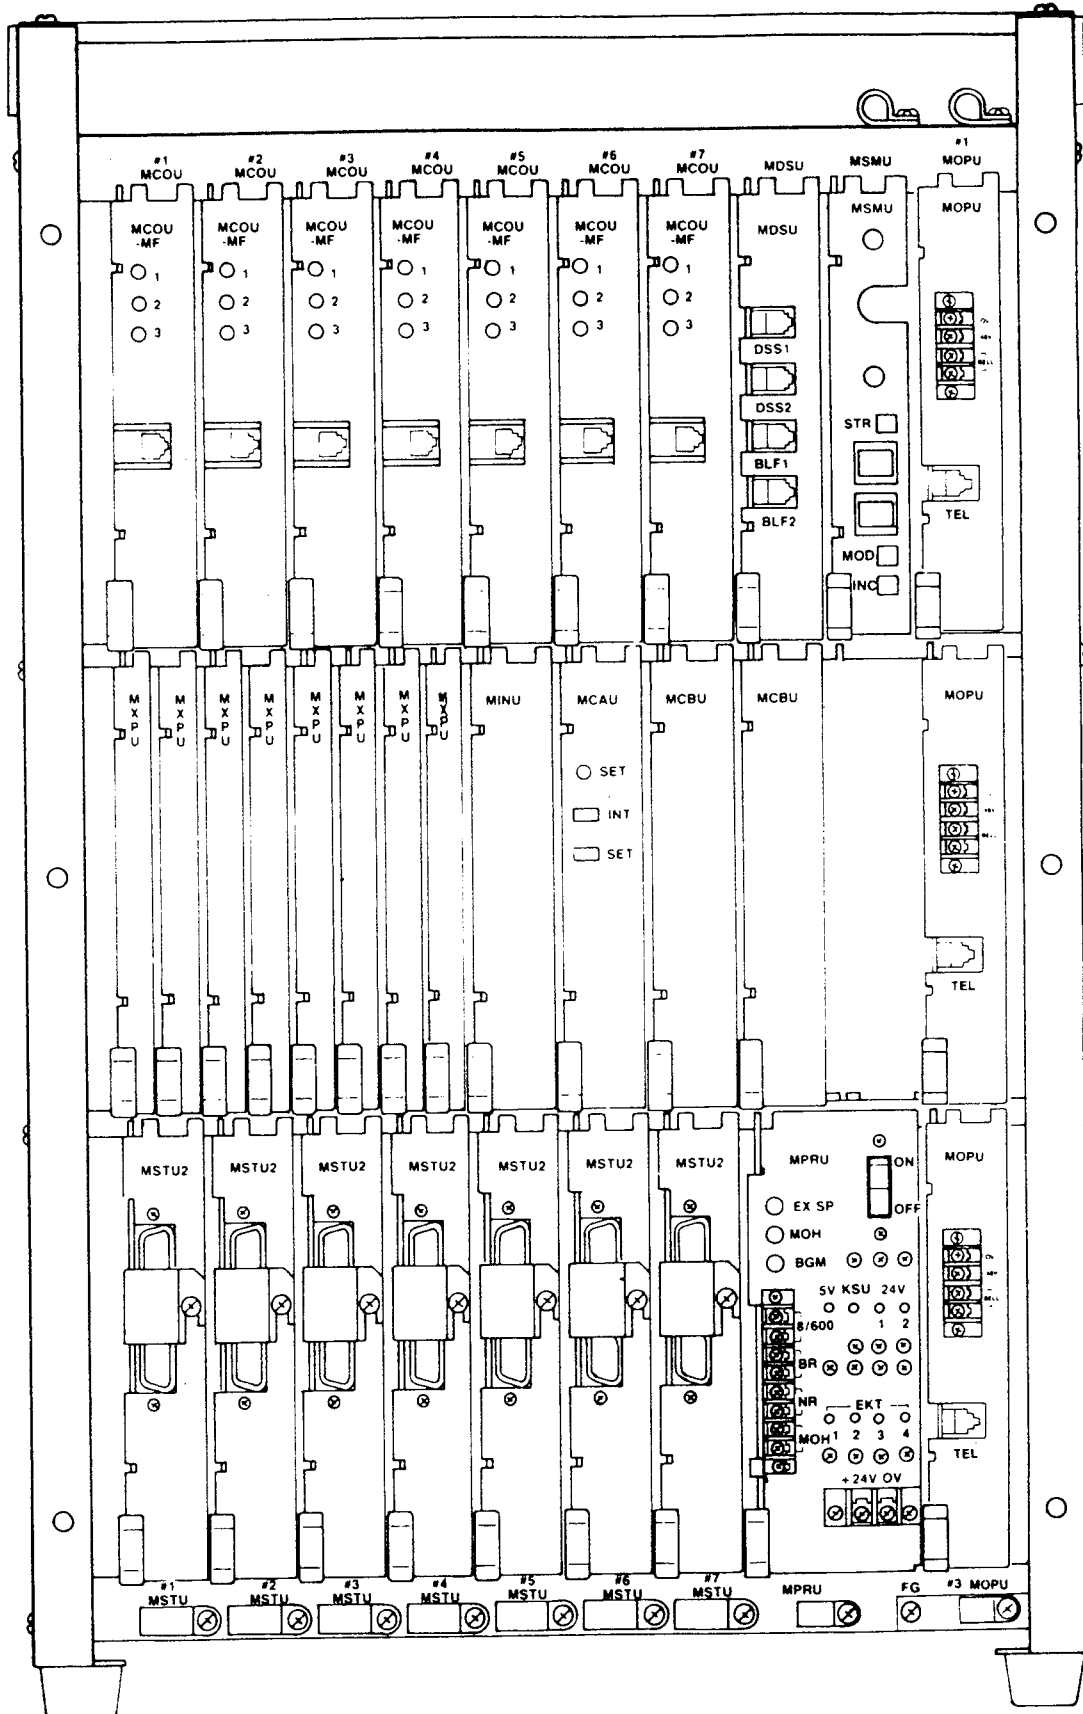 #1 #2 #3 #4 #5 #6 #7 #1
MCOU MCOU MCOU MCOU MCOU MCOU MCOU MDSU MSMU MOPU
MCOU MCOU MCOU MCOU MCOU MCOU MCOU MDSU MSMU MOPU
-MF -MF -MF -MF -MF -MF -MF
1 1 1 1 1 1 1
2 2 2 2 2 2 2
3 3 3 3 3 3 3
DSS1
DSS2
BLF1
BLF2
STR
MOD
INC
BELL
TEL
MXPU MXPU MXPU MXPU MXPU MXPU MXPU MXPU MINU MCAU MCBU MCBU MOPU
SET
INT
SET
BELL
TEL
MSTU2 MSTU2 MSTU2 MSTU2 MSTU2 MSTU2 MSTU2 MPRU MOPU
ON
OFF
EX SP
MOH
BGM
5V KSU 24V
1 2
8/600
BR
NR
MOH
EKT
1 2 3 4
+24V OV
BELL
TEL
#1 #2 #3 #4 #5 #6 #7
MSTU MSTU MSTU MSTU MSTU MSTU MSTU MPRU FG #3 MOPU